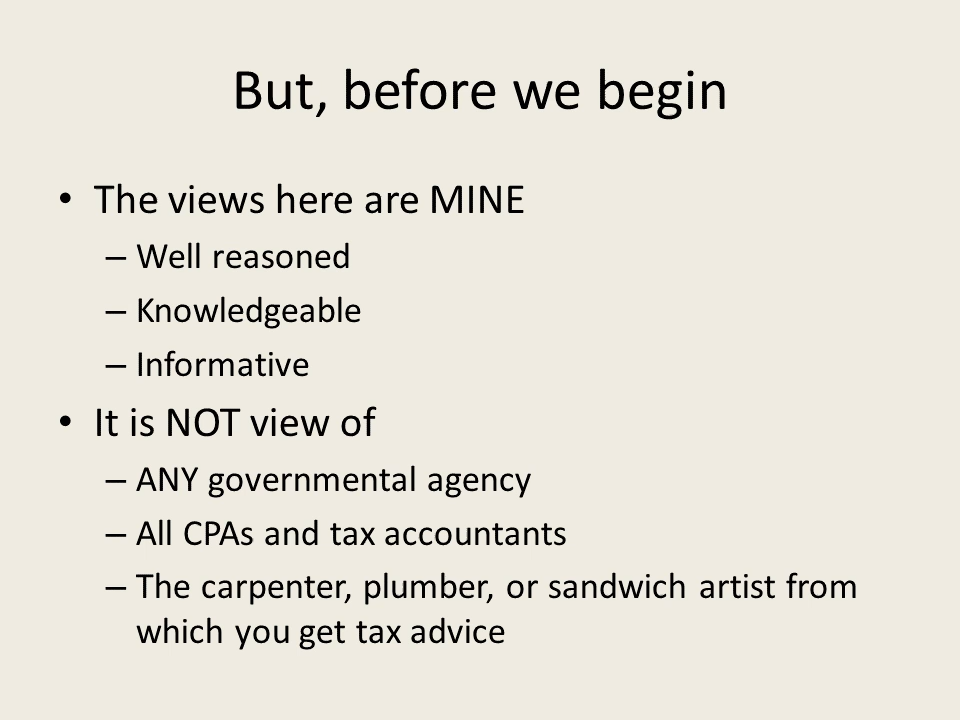 But, before we begin
• The views here are MINE
– Well reasoned
– Knowledgeable
– Informative
• It is NOT view of
– ANY governmental agency
– All CPAs and tax accountants
– The carpenter, plumber, or sandwich artist from
which you get tax advice